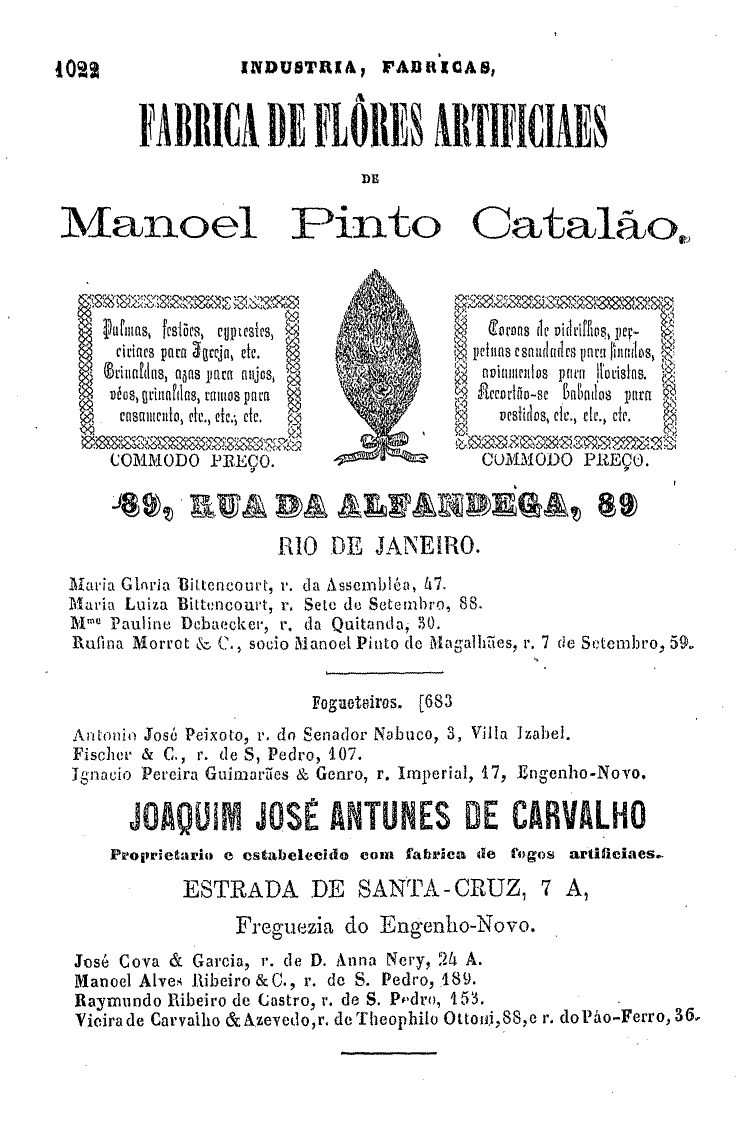 1022
INDUSTRIA, FABRICAS,
FABRICA DE FLÔRES ARTIFICIAES
DE
Manoel Pinto Catalão,
Palmas, festões, cyprestes,
cirines para Igreja, etc.
Grinaldas, azas para anjos,
véos, grinaldas, ramos para
casamento, etc., etc., etc.
COMMODO PREÇO.
Coroas de vidrilhos, per-
petuas e saudades para finados,
aviamentos para floristas.
Recortão-se babados para
vestidos, etc., etc., etc.
COMMODO PREÇO.
89, RUA DA ALFANDEGA, 89
RIO DE JANEIRO.
Maria Gloria Bittencourt, r. da Assembléa, 47.
Maria Luiza Bittencourt, r. Sete de Setembro, 88.
Mme Pauline Debaecker, r. da Quitanda, 30.
Rufina Morrot & C., socio Manoel Pinto de Magalhães, r. 7 de Setembro, 59.
Fogueteiros. [683
Antonio José Peixoto, r. do Senador Nabuco, 3, Villa Izabel.
Fischer & C., r. de S, Pedro, 107.
Ignacio Pereira Guimarães & Genro, r. Imperial, 17, Engenho-Novo.
JOAQUIM JOSÉ ANTUNES DE CARVALHO
Proprietario e estabelecido com fabrica de fogos artificiaes.
ESTRADA DE SANTA-CRUZ, 7 A,
Freguezia do Engenho-Novo.
José Cova & Garcia, r. de D. Anna Nery, 24 A.
Manoel Alves Ribeiro & C., r. de S. Pedro, 189.
Raymundo Ribeiro de Castro, r. de S. Pedro, 153.
Vieira de Carvalho & Azevedo, r. de Theophilo Ottoni, 88, e r. do Páo-Ferro, 36.